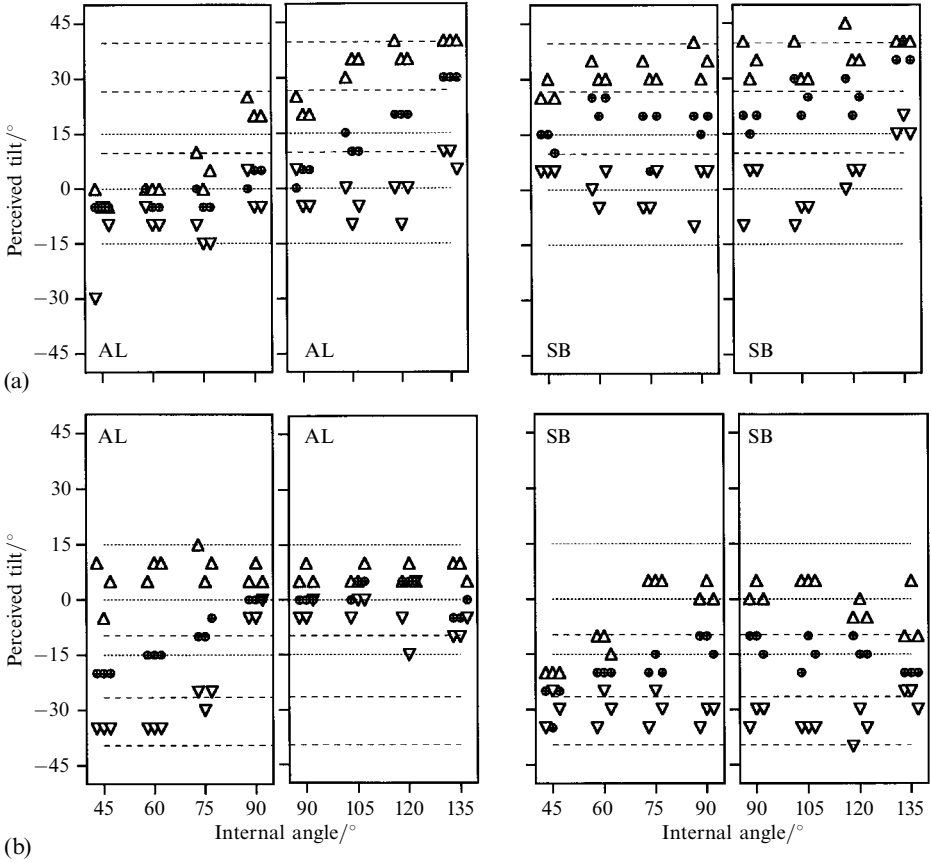 45
30
15
0
−15
−30
−45
Perceived tilt/°
AL
AL
SB
SB
(a)
45
30
15
0
−15
−30
−45
Perceived tilt/°
AL
AL
SB
SB
45 60 75 90 90 105 120 135
45 60 75 90 90 105 120 135
Internal angle/°
Internal angle/°
(b)